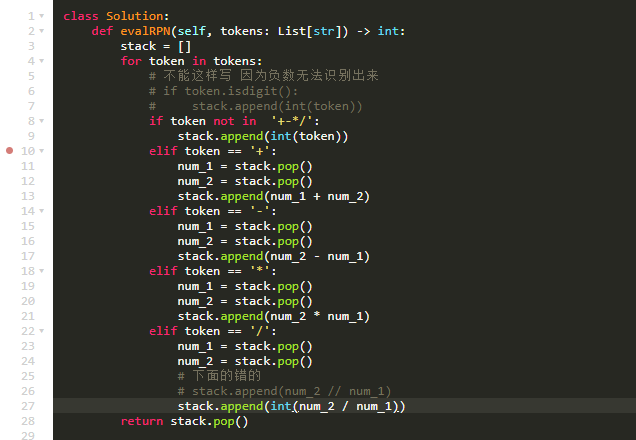 1 class Solution:
2     def evalRPN(self, tokens: List[str]) -> int:
3         stack = []
4         for token in tokens:
5             # 不能这样写 因为负数无法识别出来
6             # if token.isdigit():
7             #     stack.append(int(token))
8             if token not in  '+-*/':
9                 stack.append(int(token))
10             elif token == '+':
11                 num_1 = stack.pop()
12                 num_2 = stack.pop()
13                 stack.append(num_1 + num_2)
14             elif token == '-':
15                 num_1 = stack.pop()
16                 num_2 = stack.pop()
17                 stack.append(num_2 - num_1)
18             elif token == '*':
19                 num_1 = stack.pop()
20                 num_2 = stack.pop()
21                 stack.append(num_2 * num_1)
22             elif token == '/':
23                 num_1 = stack.pop()
24                 num_2 = stack.pop()
25                 # 下面的错的
26                 # stack.append(num_2 // num_1)
27                 stack.append(int(num_2 / num_1))
28         return stack.pop()
29